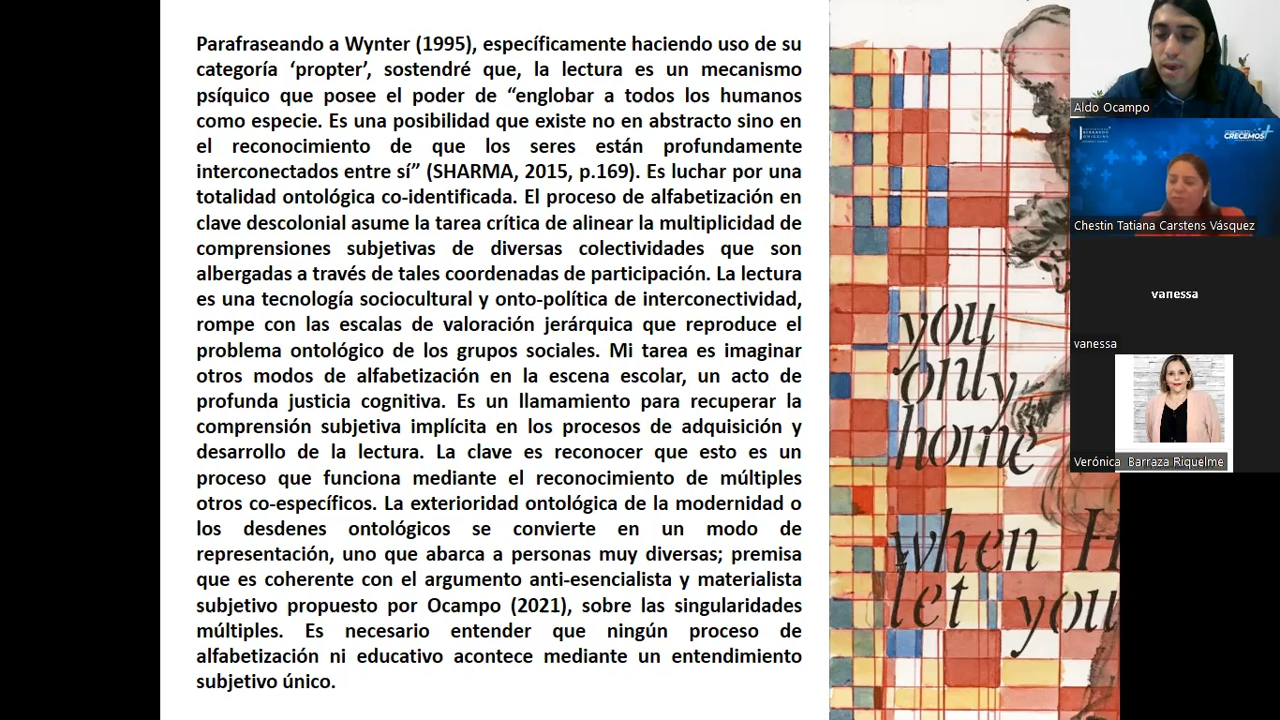 Parafraseando a Wynter (1995), específicamente haciendo uso de su
categoría ‘propter’, sostendré que, la lectura es un mecanismo
psíquico que posee el poder de “englobar a todos los humanos
como especie. Es una posibilidad que existe no en abstracto sino en
el reconocimiento de que los seres están profundamente
interconectados entre sí” (SHARMA, 2015, p.169). Es luchar por una
totalidad ontológica co-identificada. El proceso de alfabetización en
clave descolonial asume la tarea crítica de alinear la multiplicidad de
comprensiones subjetivas de diversas colectividades que son
albergadas a través de tales coordenadas de participación. La lectura
es una tecnología sociocultural y onto-política de interconectividad,
rompe con las escalas de valoración jerárquica que reproduce el
problema ontológico de los grupos sociales. Mi tarea es imaginar
otros modos de alfabetización en la escena escolar, un acto de
profunda justicia cognitiva. Es un llamamiento para recuperar la
comprensión subjetiva implícita en los procesos de adquisición y
desarrollo de la lectura. La clave es reconocer que esto es un
proceso que funciona mediante el reconocimiento de múltiples
otros co-específicos. La exterioridad ontológica de la modernidad o
los desdenes ontológicos se convierte en un modo de
representación, uno que abarca a personas muy diversas; premisa
que es coherente con el argumento anti-esencialista y materialista
subjetivo propuesto por Ocampo (2021), sobre las singularidades
múltiples. Es necesario entender que ningún proceso de
alfabetización ni educativo acontece mediante un entendimiento
subjetivo único.
you
only
home
when H
let you
Aldo Ocampo
CRECEMOS
Chestin Tatiana Carstens Vásquez
vanessa
vanessa
Verónica Barraza Riquelme